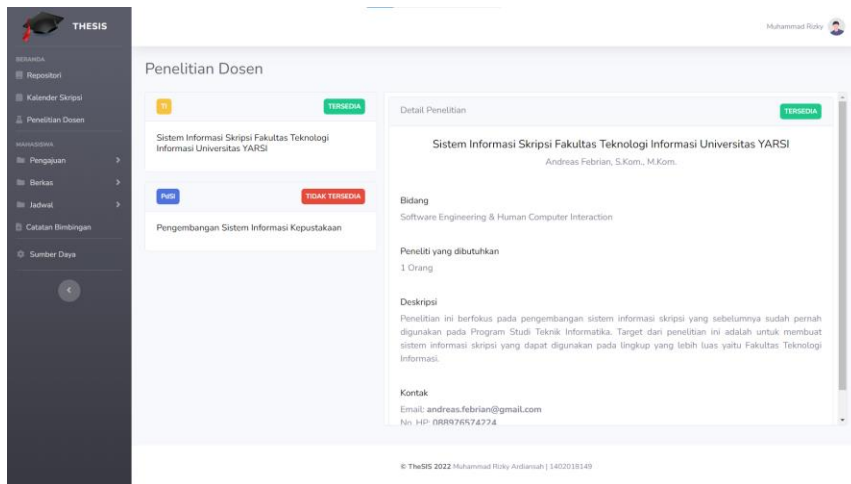 THESIS
Muhammad Rizky
BERANDA
Repositori
Kalender Skripsi
Penelitian Dosen
MAHASISWA
Pengajuan
Berkas
Jadwal
Catatan Bimbingan
Sumber Daya
Penelitian Dosen
TI
TERSEDIA
Sistem Informasi Skripsi Fakultas Teknologi
Informasi Universitas YARSI
PdSI
TIDAK TERSEDIA
Pengembangan Sistem Informasi Kepustakaan
Detail Penelitian
TERSEDIA
Sistem Informasi Skripsi Fakultas Teknologi Informasi Universitas YARSI
Andreas Febrian, S.Kom., M.Kom.
Bidang
Software Engineering & Human Computer Interaction
Peneliti yang dibutuhkan
1 Orang
Deskripsi
Penelitian ini berfokus pada pengembangan sistem informasi skripsi yang sebelumnya sudah pernah
digunakan pada Program Studi Teknik Informatika. Target dari penelitian ini adalah untuk membuat
sistem informasi skripsi yang dapat digunakan pada lingkup yang lebih luas yaitu Fakultas Teknologi
Informasi.
Kontak
Email: andreas.febrian@gmail.com
No. HP: 088976574224
© TheSIS 2022 Muhammad Rizky Ardiansah | 1402018149